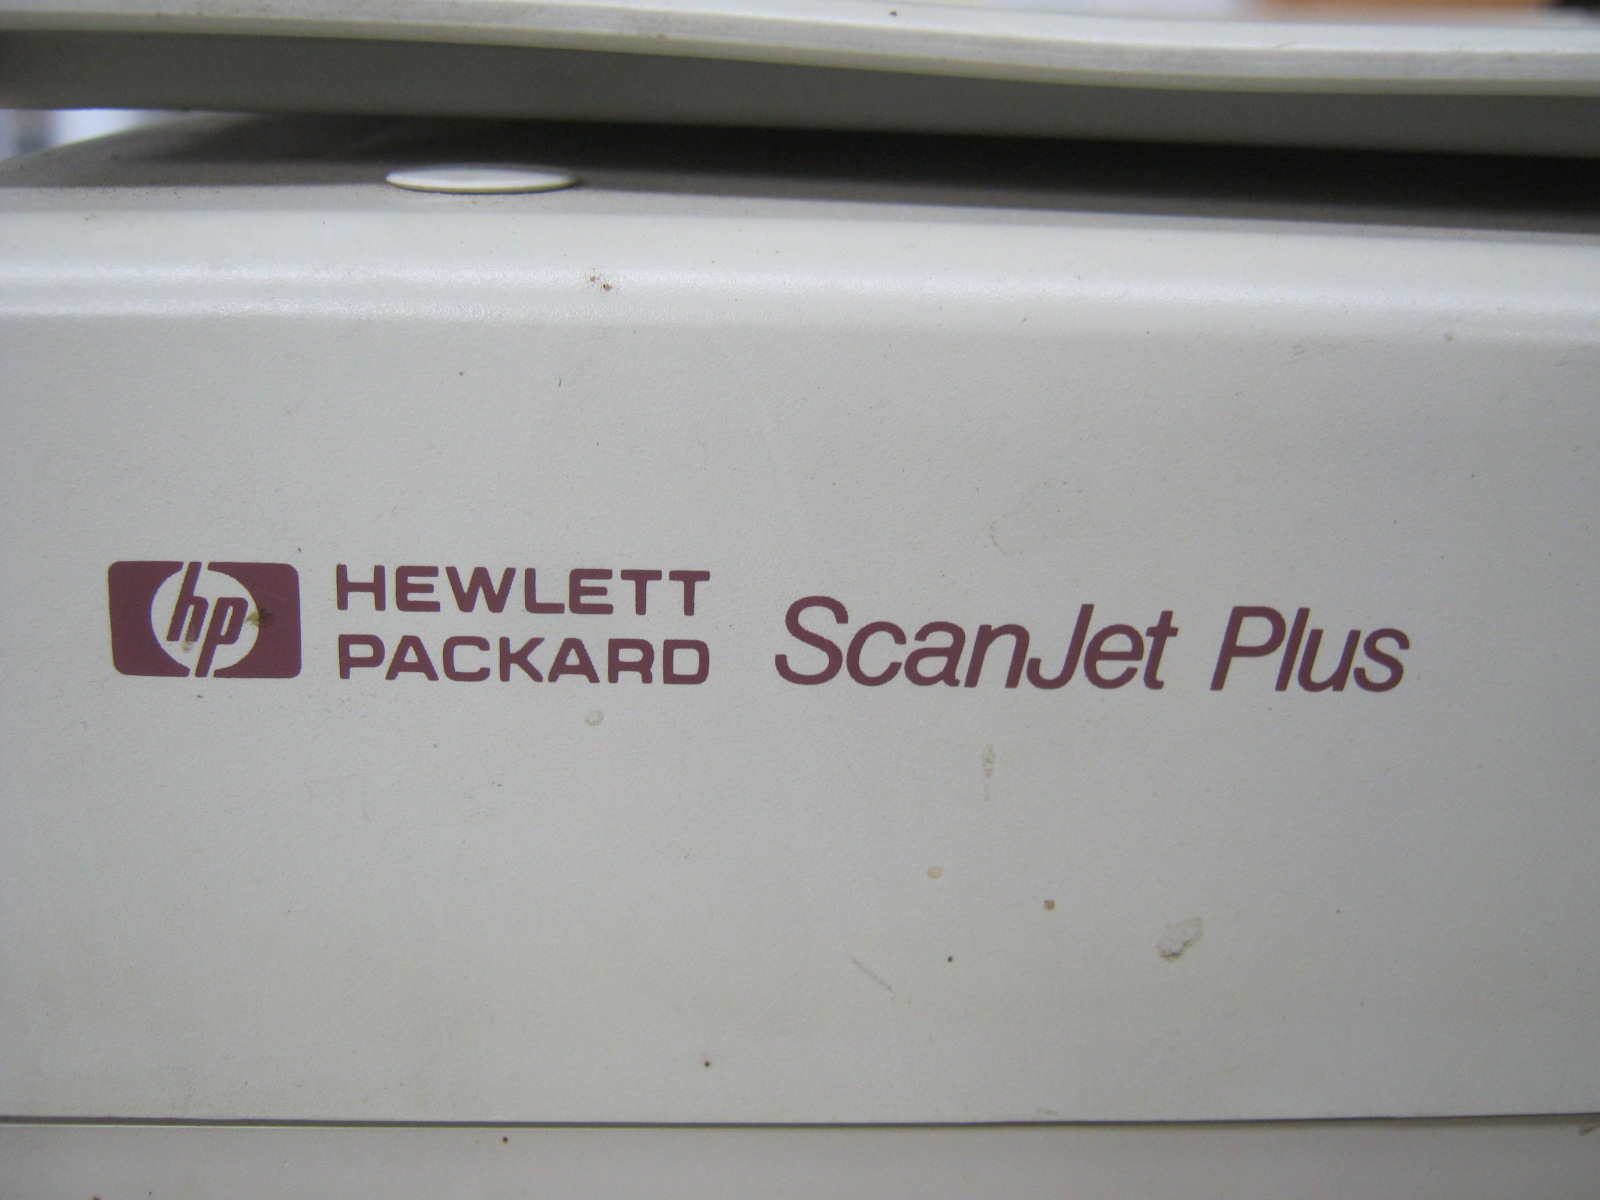 hp
HEWLETT
PACKARD
ScanJet Plus